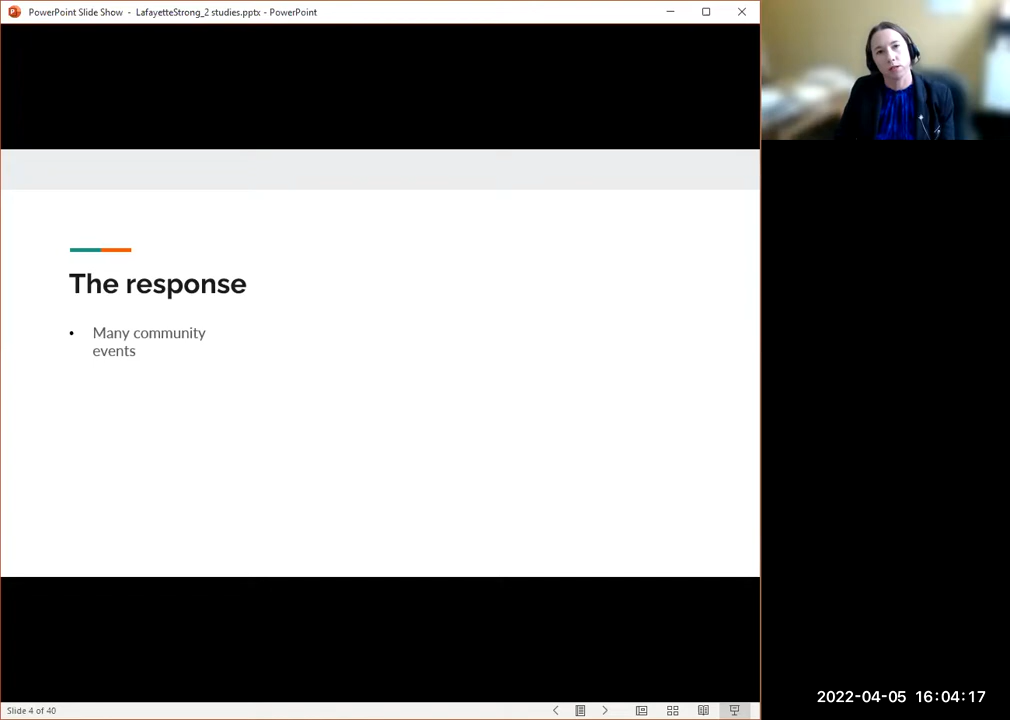 PowerPoint Slide Show - LafayetteStrong_2 studies.pptx - PowerPoint
The response
• Many community
events
Slide 4 of 40
2022-04-05 16:04:17